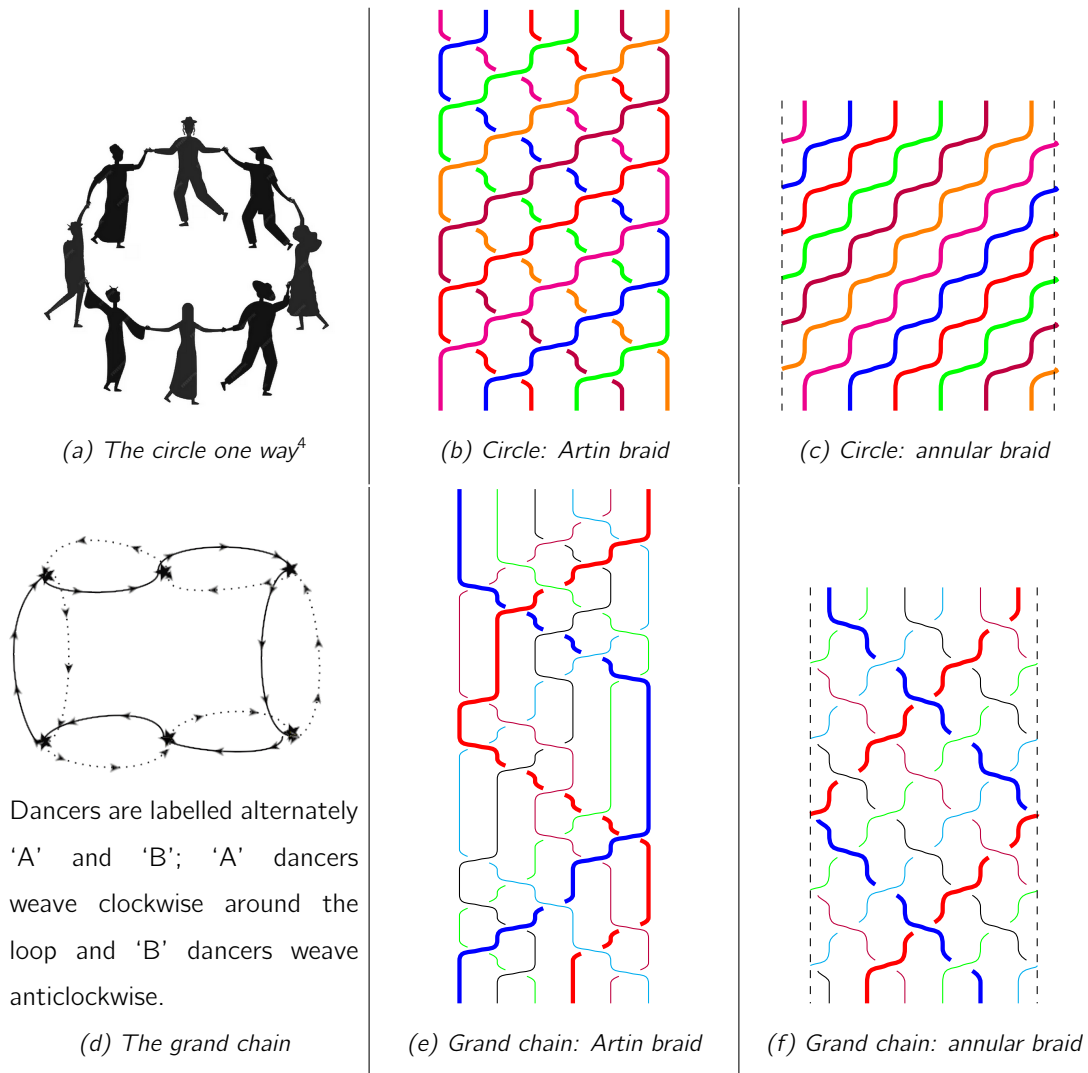 (a) The circle one way⁴
(b) Circle: Artin braid
(c) Circle: annular braid
Dancers are labelled alternately
‘A’ and ‘B’; ‘A’ dancers
weave clockwise around the
loop and ‘B’ dancers weave
anticlockwise.
(d) The grand chain
(e) Grand chain: Artin braid
(f) Grand chain: annular braid